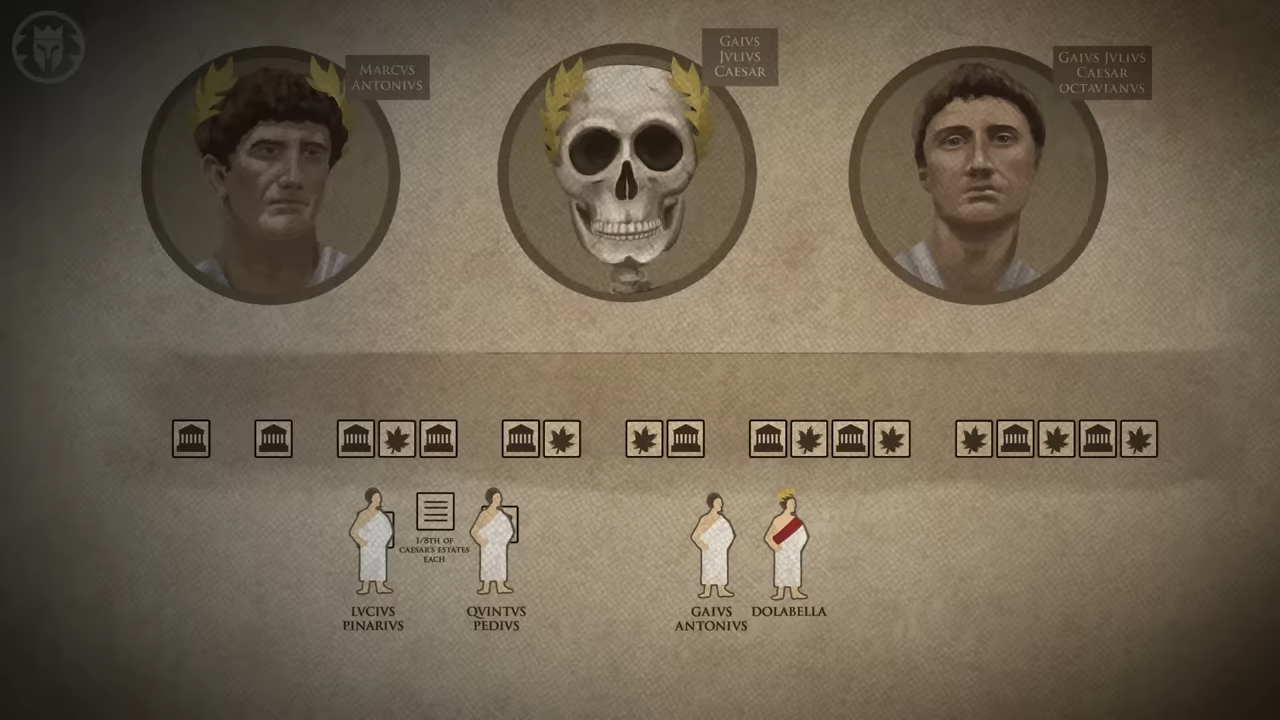 MARCVS
ANTONIVS
GAIVS
JVLIVS
CAESAR
GAIVS JVLIVS
CAESAR
OCTAVIANVS
1/8TH OF
CAESAR'S ESTATES
EACH
LVCIVS
PINARIVS
QVINTVS
PEDIVS
GAIVS
ANTONIVS
DOLABELLA